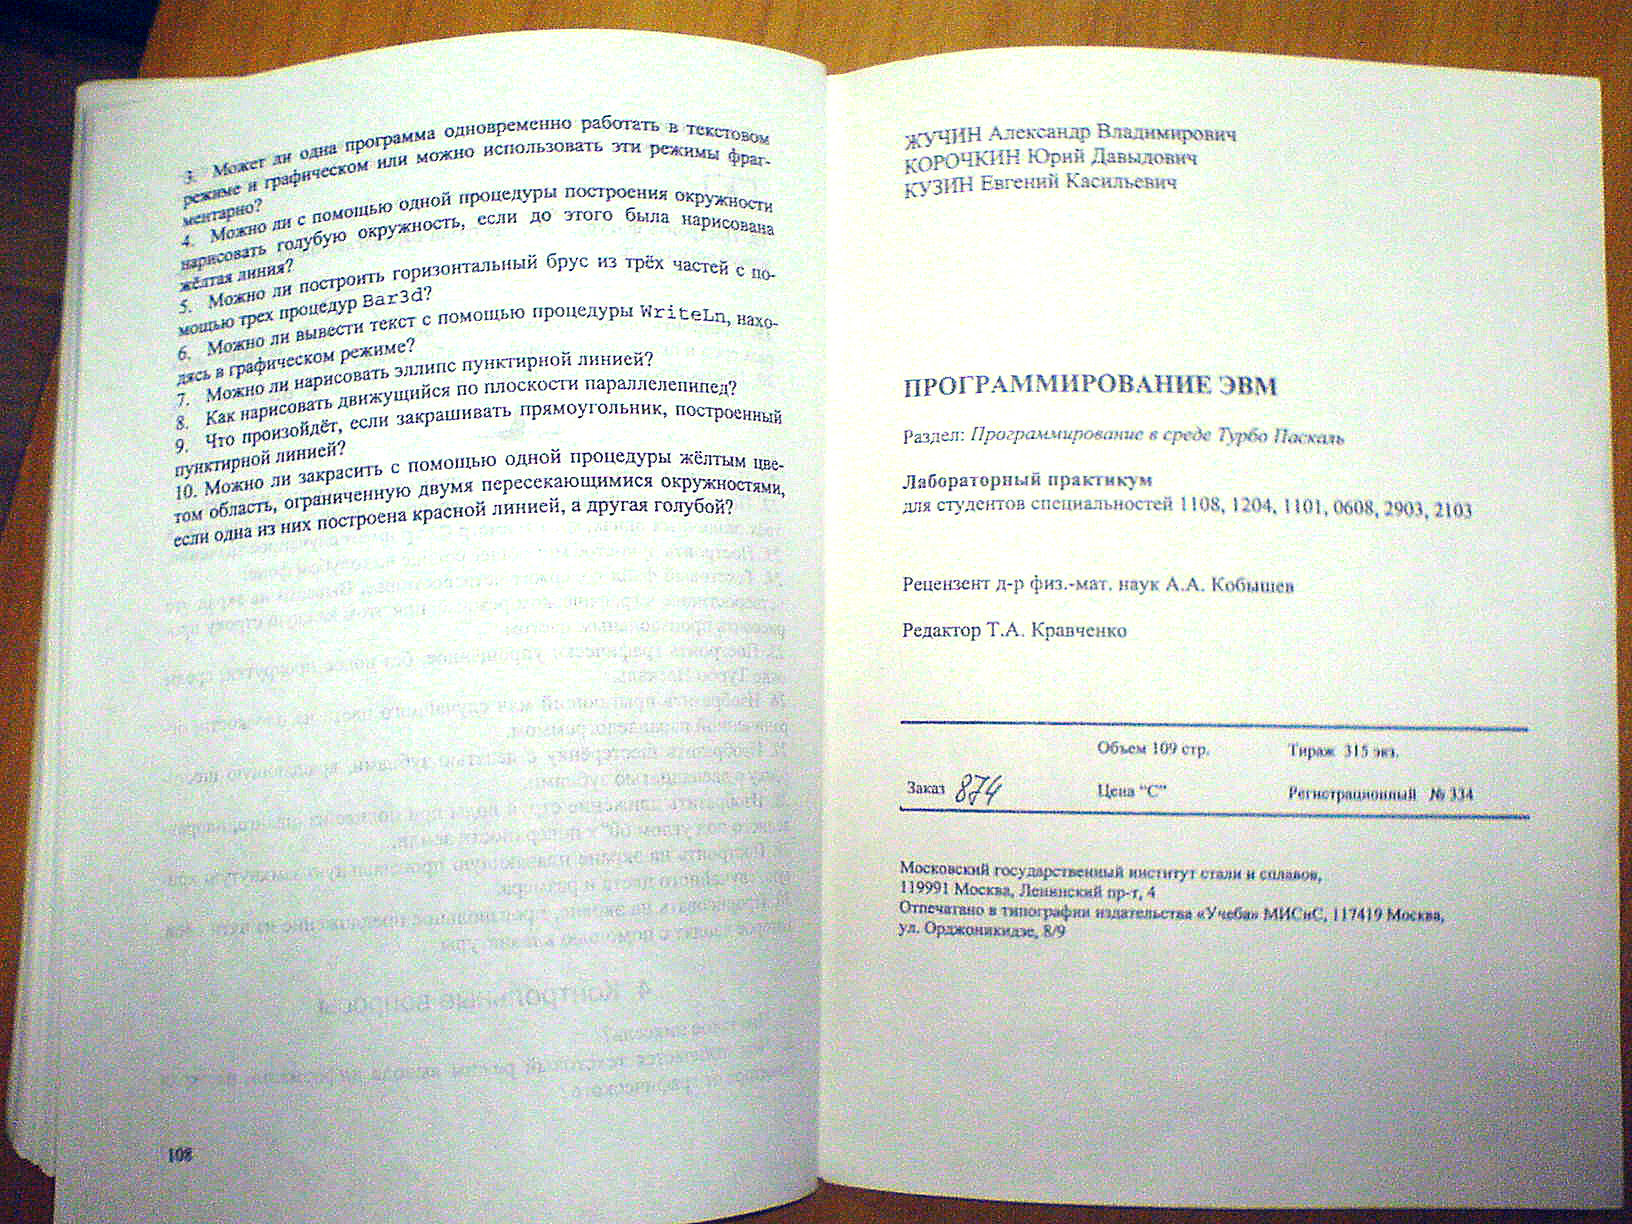 3. Может ли одна программа одновременно работать в текстовом
режиме и графическом или можно использовать эти режимы фраг-
ментарно?
4. Можно ли с помощью одной процедуры построения окружности
нарисовать голубую окружность, если до этого была нарисована
жёлтая линия?
5. Можно ли построить горизонтальный брус из трёх частей с по-
мощью трех процедур Bar3d?
6. Можно ли вывести текст с помощью процедуры WriteLn, нахо-
дясь в графическом режиме?
7. Можно ли нарисовать эллипс пунктирной линией?
8. Как нарисовать движущийся по плоскости параллелепипед?
9. Что произойдёт, если закрашивать прямоугольник, построенный
пунктирной линией?
10. Можно ли закрасить с помощью одной процедуры жёлтым цве-
том область, ограниченную двумя пересекающимися окружностями,
если одна из них построена красной линией, а другая голубой?
108
ЖУЧИН Александр Владимирович
КОРОЧКИН Юрий Давыдович
КУЗИН Евгений Касильевич
ПРОГРАММИРОВАНИЕ ЭВМ
Раздел: Программирование в среде Турбо Паскаль
Лабораторный практикум
для студентов специальностей 1108, 1204, 1101, 0608, 2903, 2103
Рецензент д-р физ.-мат. наук А.А. Кобышев
Редактор Т.А. Кравченко
Объем 109 стр. Тираж 315 экз.
Заказ 874 Цена “С” Регистрационный № 334
Московский государственный институт стали и сплавов,
119991 Москва, Ленинский пр-т, 4
Отпечатано в типографии издательства «Учеба» МИСиС, 117419 Москва,
ул. Орджоникидзе, 8/9